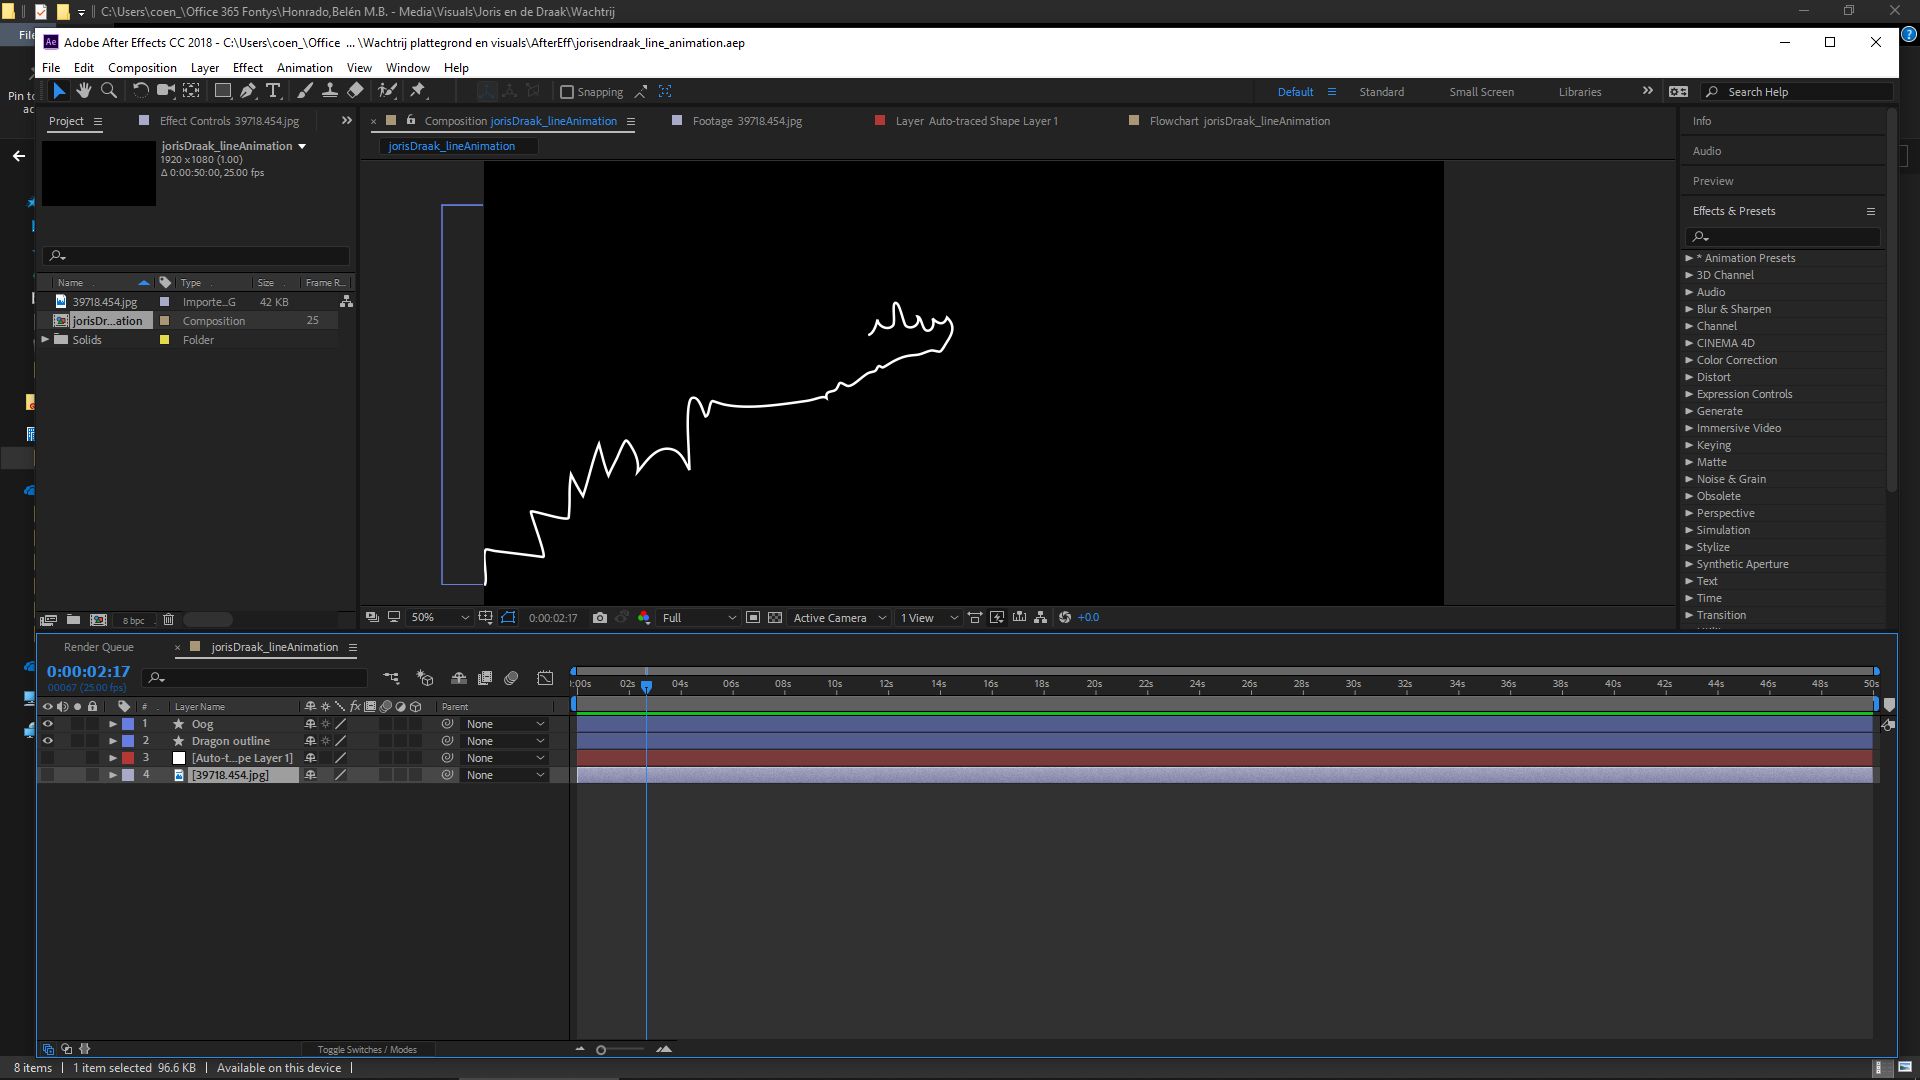 C:\Users\coen_\Office 365 Fontys\Honrado,Belén M.B. - Media\Visuals\Joris en de Draak\Wachtrij
File
Adobe After Effects CC 2018 - C:\Users\coen_\Office ... \Wachtrij plattegrond en visuals\AfterEff\jorisendraak_line_animation.aep
File Edit Composition Layer Effect Animation View Window Help
Pin to
ac
Snapping
Default Standard Small Screen Libraries Search Help
Project Effect Controls 39718.454.jpg
Composition jorisDraak_lineAnimation Footage 39718.454.jpg Layer Auto-traced Shape Layer 1 Flowchart jorisDraak_lineAnimation
jorisDraak_lineAnimation
jorisDraak_lineAnimation
1920 x 1080 (1.00)
Δ 0:00:50:00, 25.00 fps
Name Type Size Frame R...
39718.454.jpg Importe...G 42 KB
jorisDr...ation Composition 25
Solids Folder
8 bpc
50% 0:00:02:17 Full Active Camera 1 View +0.0
Info
Audio
Preview
Effects & Presets
* Animation Presets
3D Channel
Audio
Blur & Sharpen
Channel
CINEMA 4D
Color Correction
Distort
Expression Controls
Generate
Immersive Video
Keying
Matte
Noise & Grain
Obsolete
Perspective
Simulation
Stylize
Synthetic Aperture
Text
Time
Transition
Render Queue jorisDraak_lineAnimation
0:00:02:17
00067 (25.00 fps)
:00s 02s 04s 06s 08s 10s 12s 14s 16s 18s 20s 22s 24s 26s 28s 30s 32s 34s 36s 38s 40s 42s 44s 46s 48s 50s
# Layer Name fx Parent
1 Oog None
2 Dragon outline None
3 [Auto-t...pe Layer 1] None
4 [39718.454.jpg] None
Toggle Switches / Modes
8 items 1 item selected 96.6 KB Available on this device